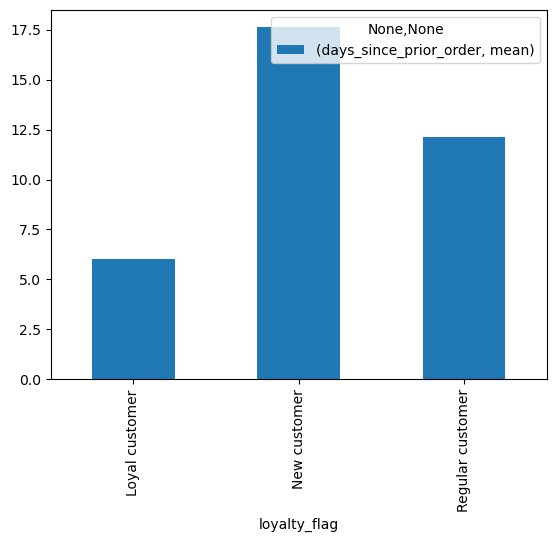 None,None
(days_since_prior_order, mean)
17.5
15.0
12.5
10.0
7.5
5.0
2.5
0.0
Loyal customer
New customer
Regular customer
loyalty_flag